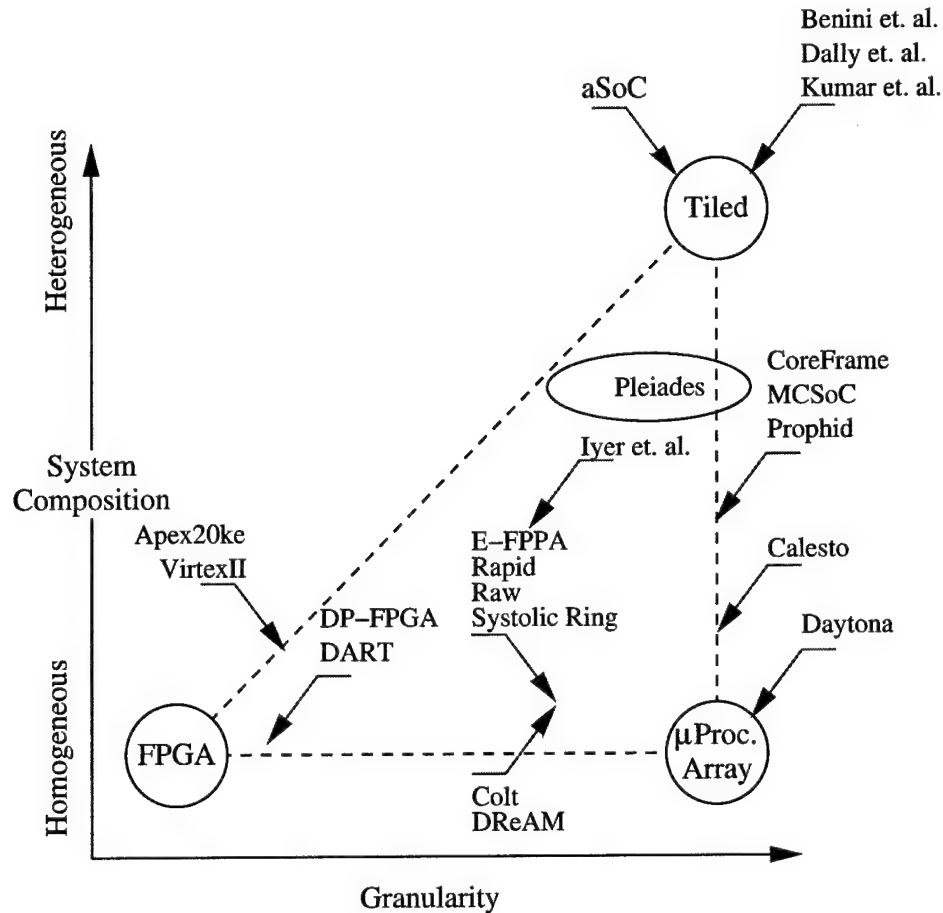 Benini et. al.
Dally et. al.
Kumar et. al.
aSoC
Tiled
Heterogeneous
Pleiades
CoreFrame
MCSoC
Prophid
Iyer et. al.
System
Composition
Apex20ke
VirtexII
E-FPPA
Rapid
Raw
Systolic Ring
Calesto
DP-FPGA
DART
Daytona
Homogeneous
FPGA
μProc.
Array
Colt
DReAM
Granularity